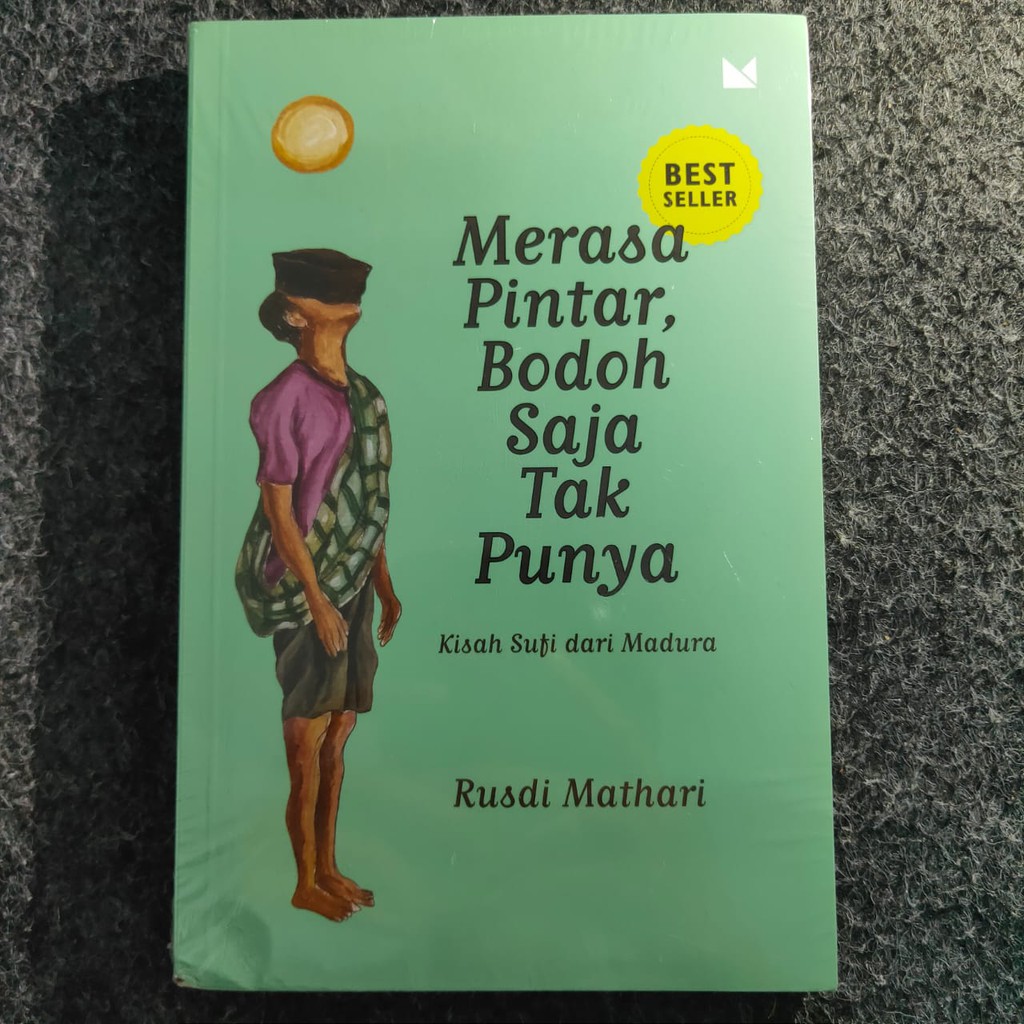 BEST
SELLER
Merasa
Pintar,
Bodoh
Saja
Tak
Punya
Kisah Sufi dari Madura
Rusdi Mathari